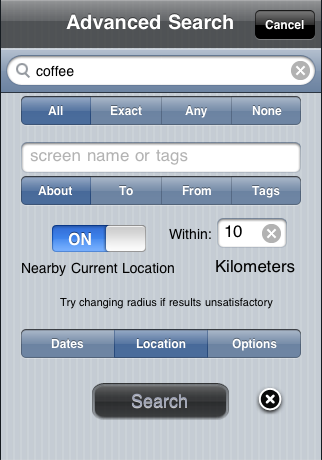 Advanced Search Cancel
coffee
All Exact Any None
screen name or tags
About To From Tags
ON Within: 10
Nearby Current Location Kilometers
Try changing radius if results unsatisfactory
Dates Location Options
Search